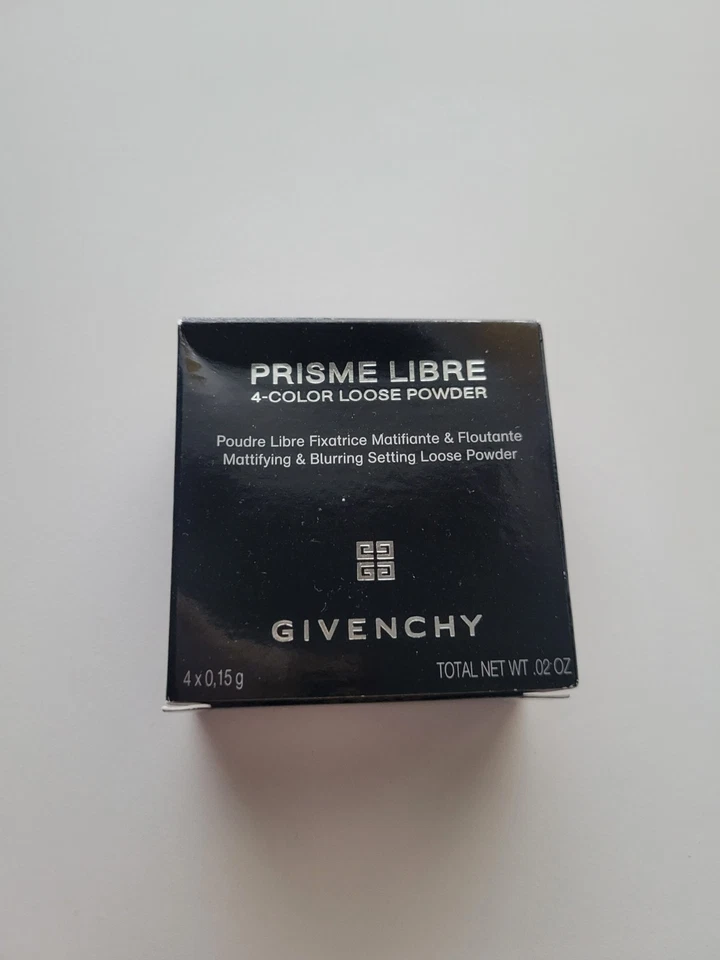 PRISME LIBRE
4-COLOR LOOSE POWDER
Poudre Libre Fixatrice Matifiante & Floutante
Mattifying & Blurring Setting Loose Powder
GIVENCHY
4 x 0,15 g
TOTAL NET WT .02 OZ